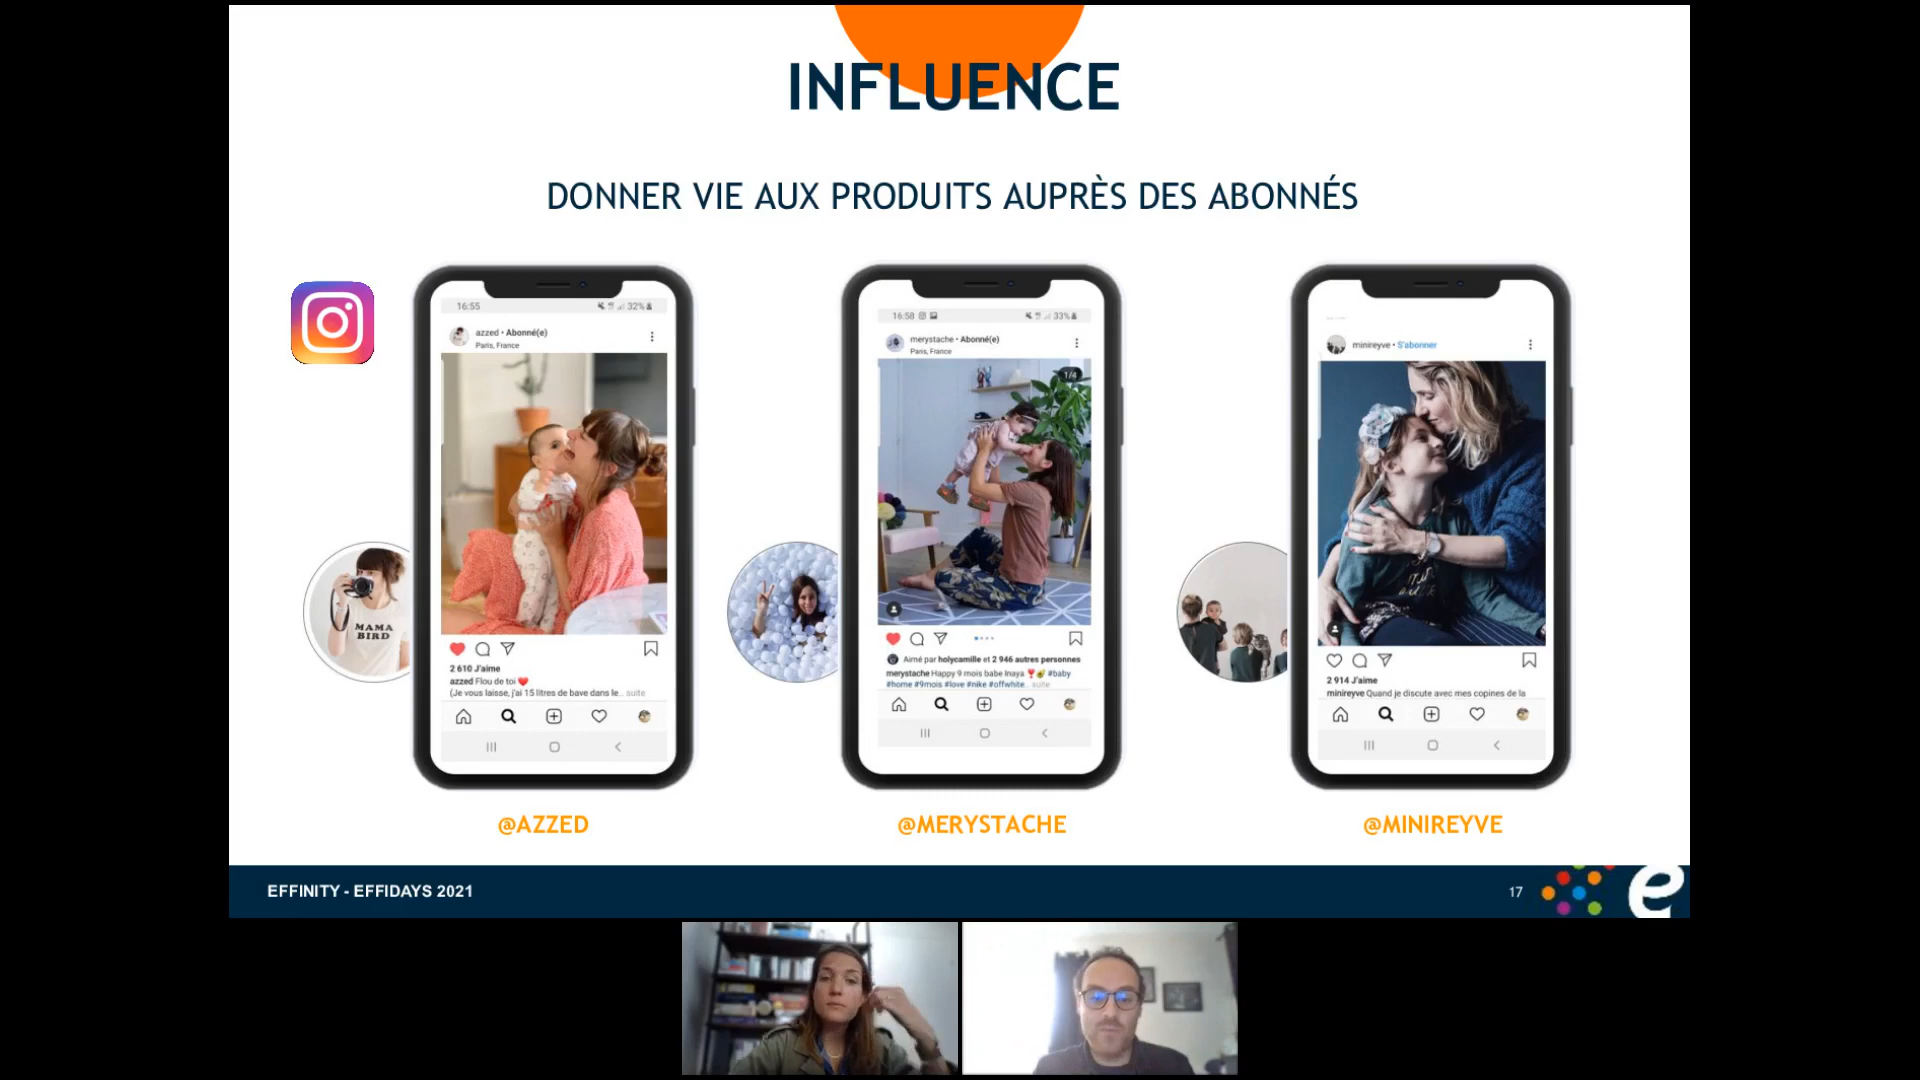 INFLUENCE
DONNER VIE AUX PRODUITS AUPRÈS DES ABONNÉS
16:55
32%
azzed • Abonné(e)
Paris, France
MAMA
BIRD
2 610 J'aime
azzed Flou de toi ❤️
(Je vous laisse, j'ai 15 litres de bave dans le... suite
@AZZED
16:58
33%
merystache • Abonné(e)
Paris, France
1/4
Aimé par holycamille et 2 946 autres personnes
merystache Happy 9 mois babe Inaya #baby
#home #9mois #love #nike #offwhite... suite
@MERYSTACHE
minireyve • S'abonner
2 914 J'aime
minireyve Quand je discute avec mes copines de la
@MINIREYVE
EFFINITY - EFFIDAYS 2021
17
e